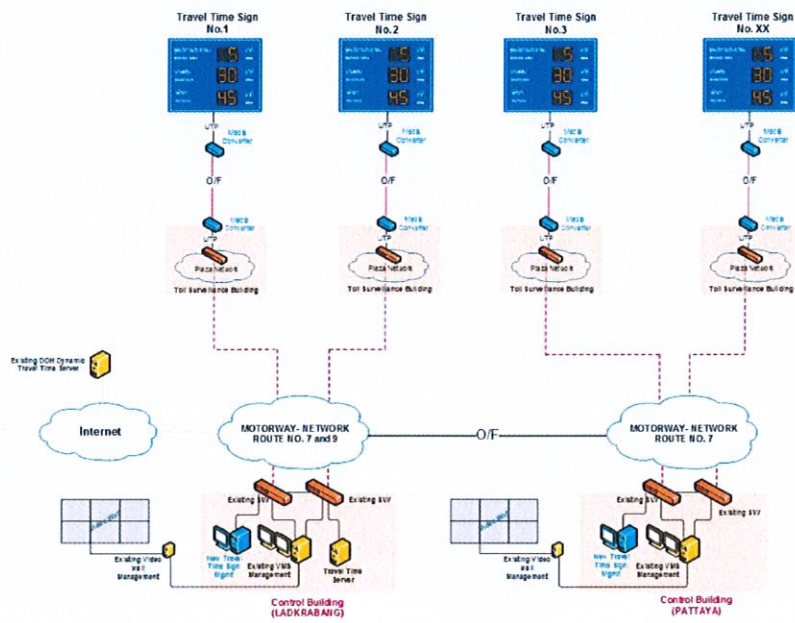 Travel Time Sign
No.1
Travel Time Sign
No.2
Travel Time Sign
No.3
Travel Time Sign
No. XX
15
30
45
15
30
45
15
30
45
15
30
45
UTP
Media
Converter
UTP
Media
Converter
UTP
Media
Converter
UTP
Media
Converter
O/F
O/F
O/F
O/F
Media
Converter
Media
Converter
Media
Converter
Media
Converter
UTP
UTP
UTP
UTP
Plaza Network
Plaza Network
Plaza Network
Plaza Network
Toll Surveillance Building
Toll Surveillance Building
Toll Surveillance Building
Toll Surveillance Building
Existing DOH Dynamic
Travel Time Server
Internet
MOTORWAY- NETWORK
ROUTE NO. 7 and 9
O/F
MOTORWAY- NETWORK
ROUTE NO. 7
Existing SW
Existing SW
Existing SW
Existing SW
Video Wall
Video Wall
Existing Video
Wall
Management
New Travel
Time Sign
Mgmt
Existing VMS
Management
Travel Time
Server
Existing Video
Wall
Management
New Travel
Time Sign
Mgmt
Existing VMS
Management
Control Building
(LADKRABANG)
Control Building
(PATTAYA)